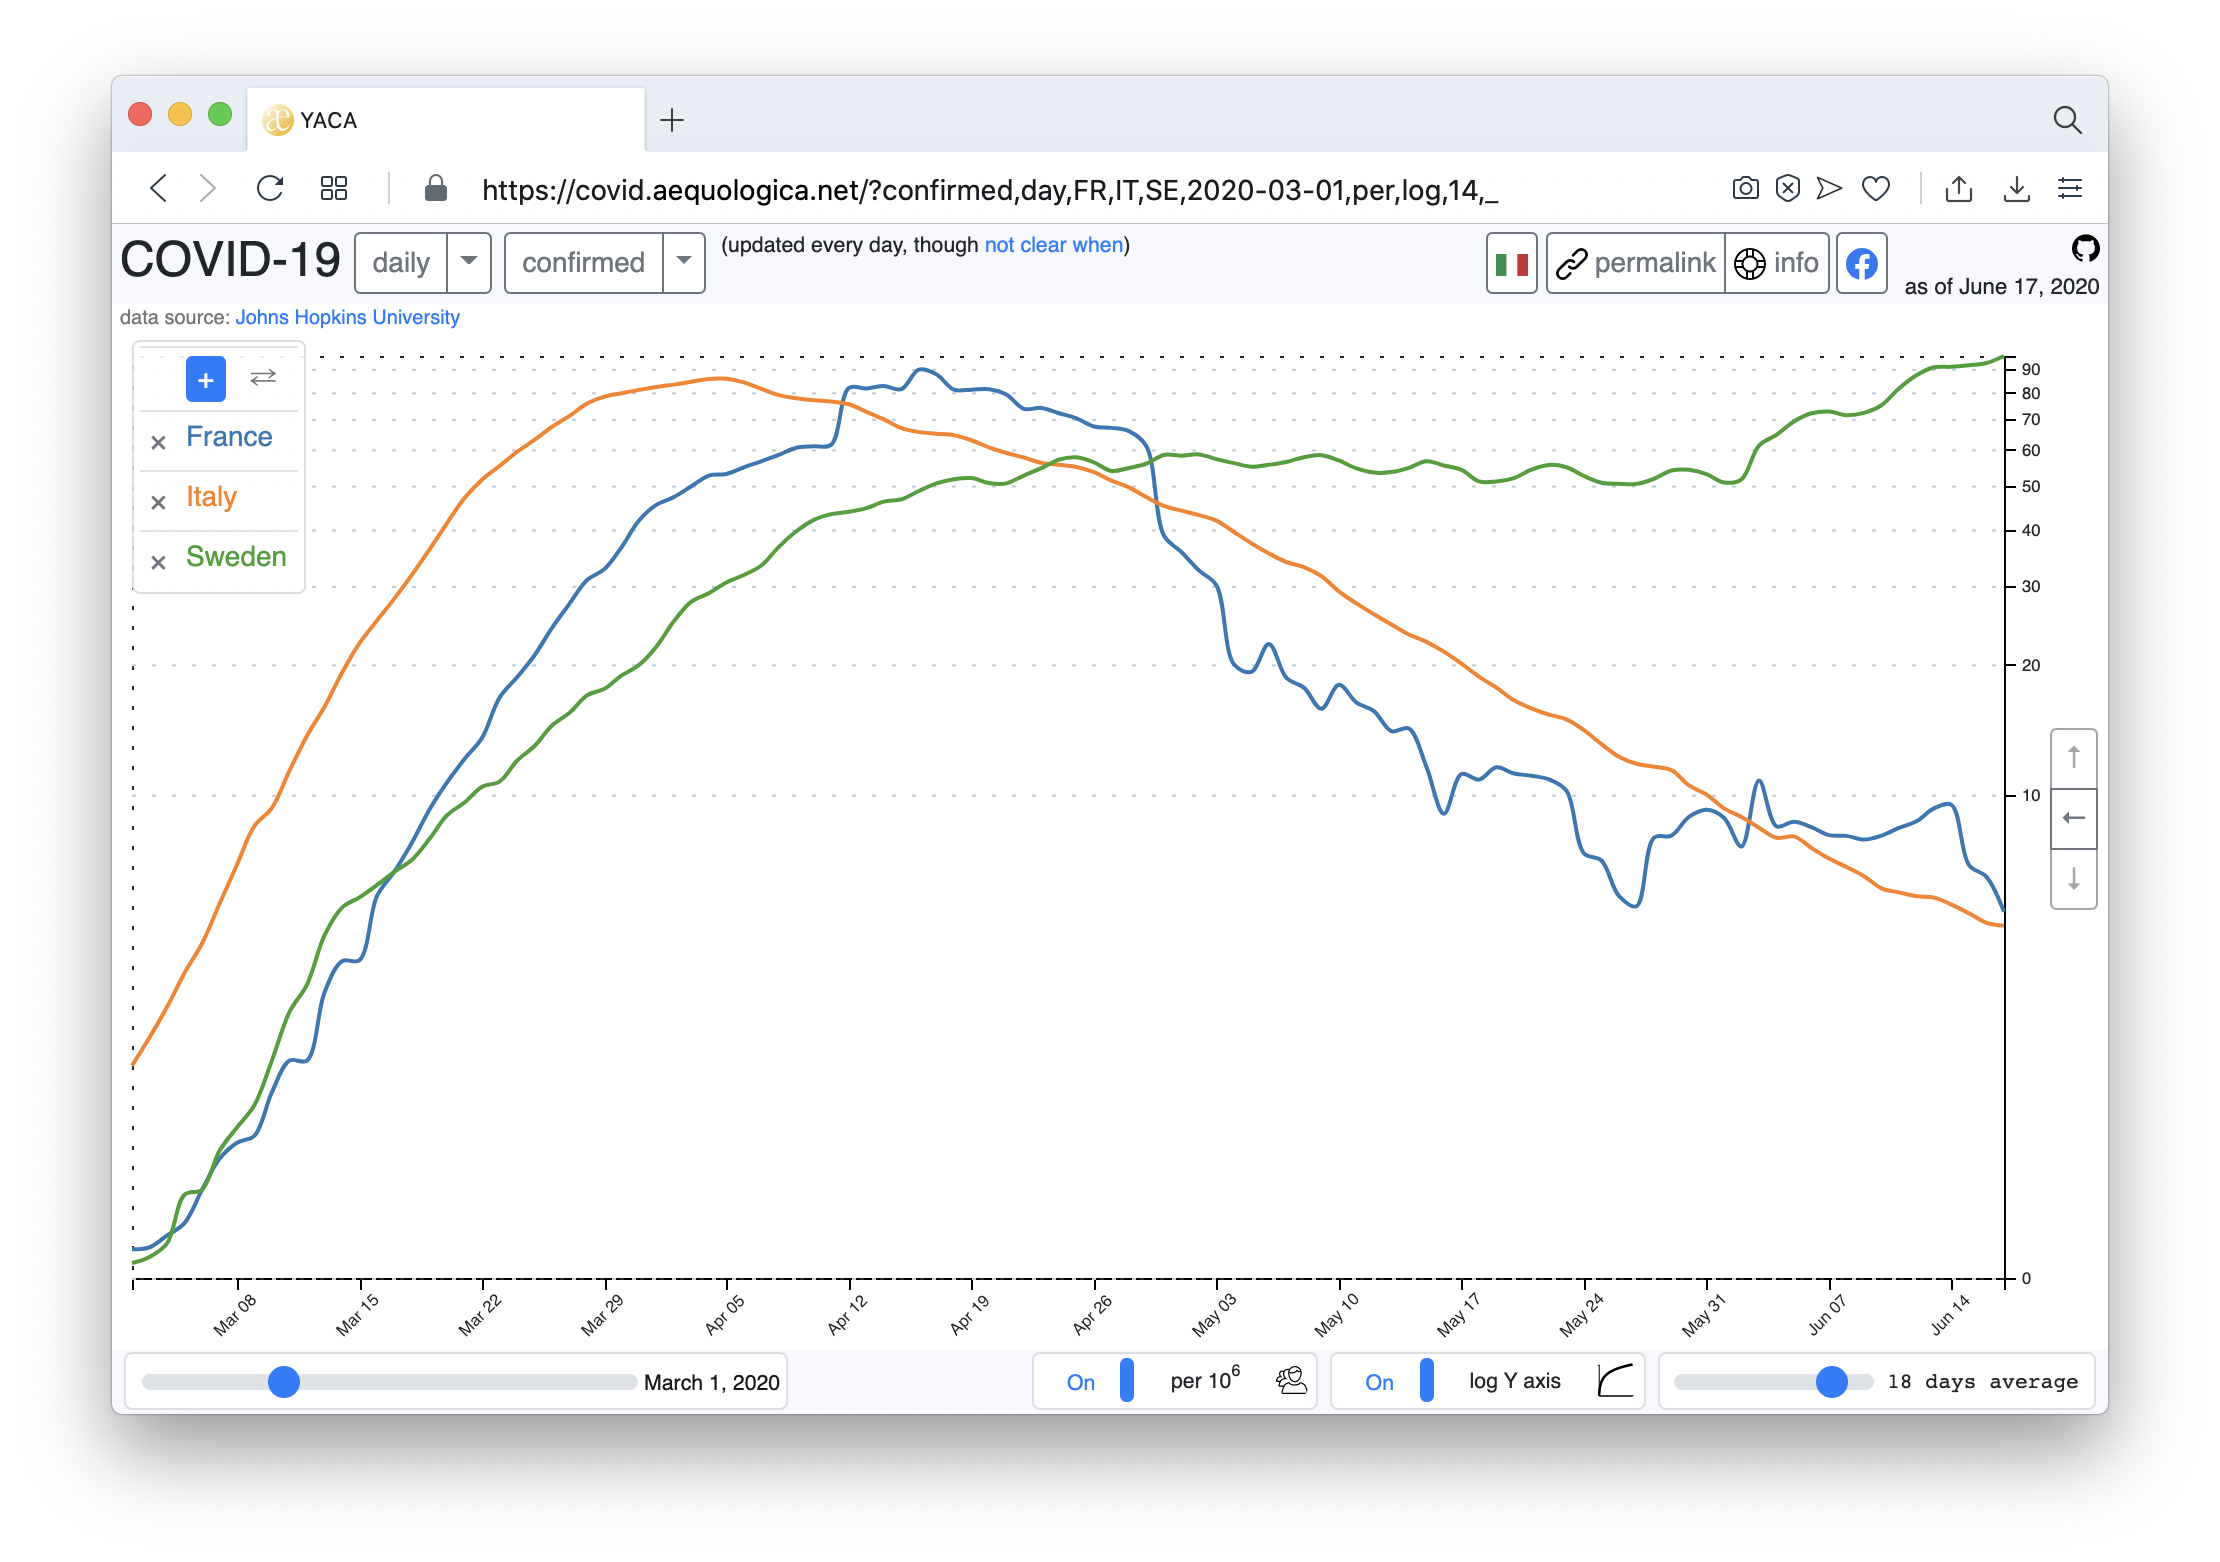 YACA
https://covid.aequologica.net/?confirmed,day,FR,IT,SE,2020-03-01,per,log,14,_
COVID-19
daily
confirmed
(updated every day, though not clear when)
permalink
info
as of June 17, 2020
data source: Johns Hopkins University
+
France
Italy
Sweden
90
80
70
60
50
40
30
20
10
0
Mar 08
Mar 15
Mar 22
Mar 29
Apr 05
Apr 12
Apr 19
Apr 26
May 03
May 10
May 17
May 24
May 31
Jun 07
Jun 14
March 1, 2020
On
per 10⁶
On
log Y axis
18 days average